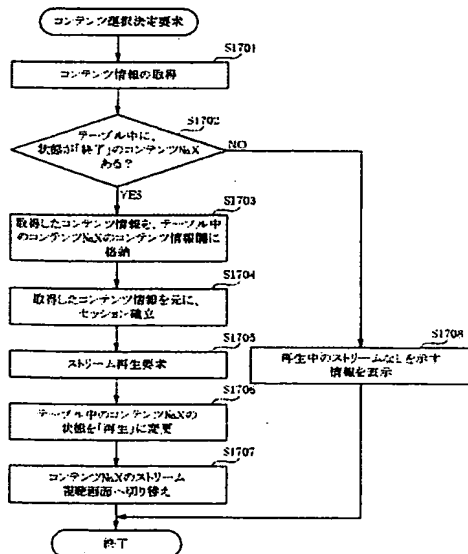 コンテンツ選択決定要求
S1701
コンテンツ情報の取得
S1702
テーブル中に、
状態が「終了」のコンテンツ№X
ある?
NO
YES
S1703
取得したコンテンツ情報を、テーブル中
のコンテンツ№Xのコンテンツ情報欄に
格納
S1704
取得したコンテンツ情報を元に、
セッション確立
S1705
ストリーム再生要求
S1708
再生中のストリームなしを示す
情報を表示
S1706
テーブル中のコンテンツ№Xの
状態を「再生」に変更
S1707
コンテンツ№Xのストリーム
視聴画面へ切り替え
終了